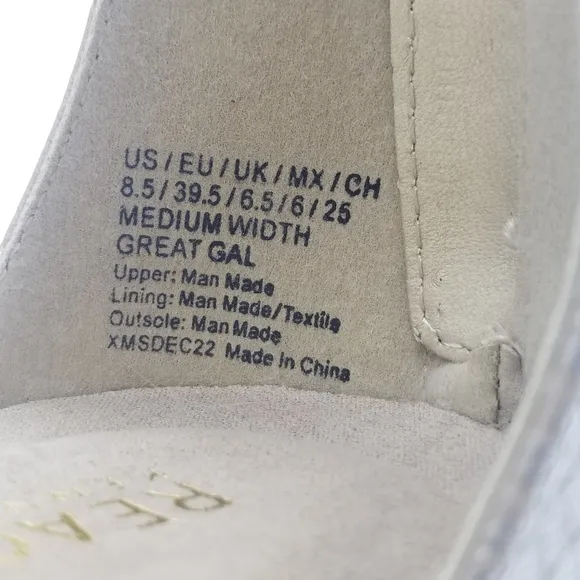 US/EU/UK/MX/CH
8.5/39.5/6.5/6/25
MEDIUM WIDTH
GREAT GAL
Upper: Man Made
Lining: Man Made/Textile
Outsole: Man Made
XMSDEC22 Made In China
REA